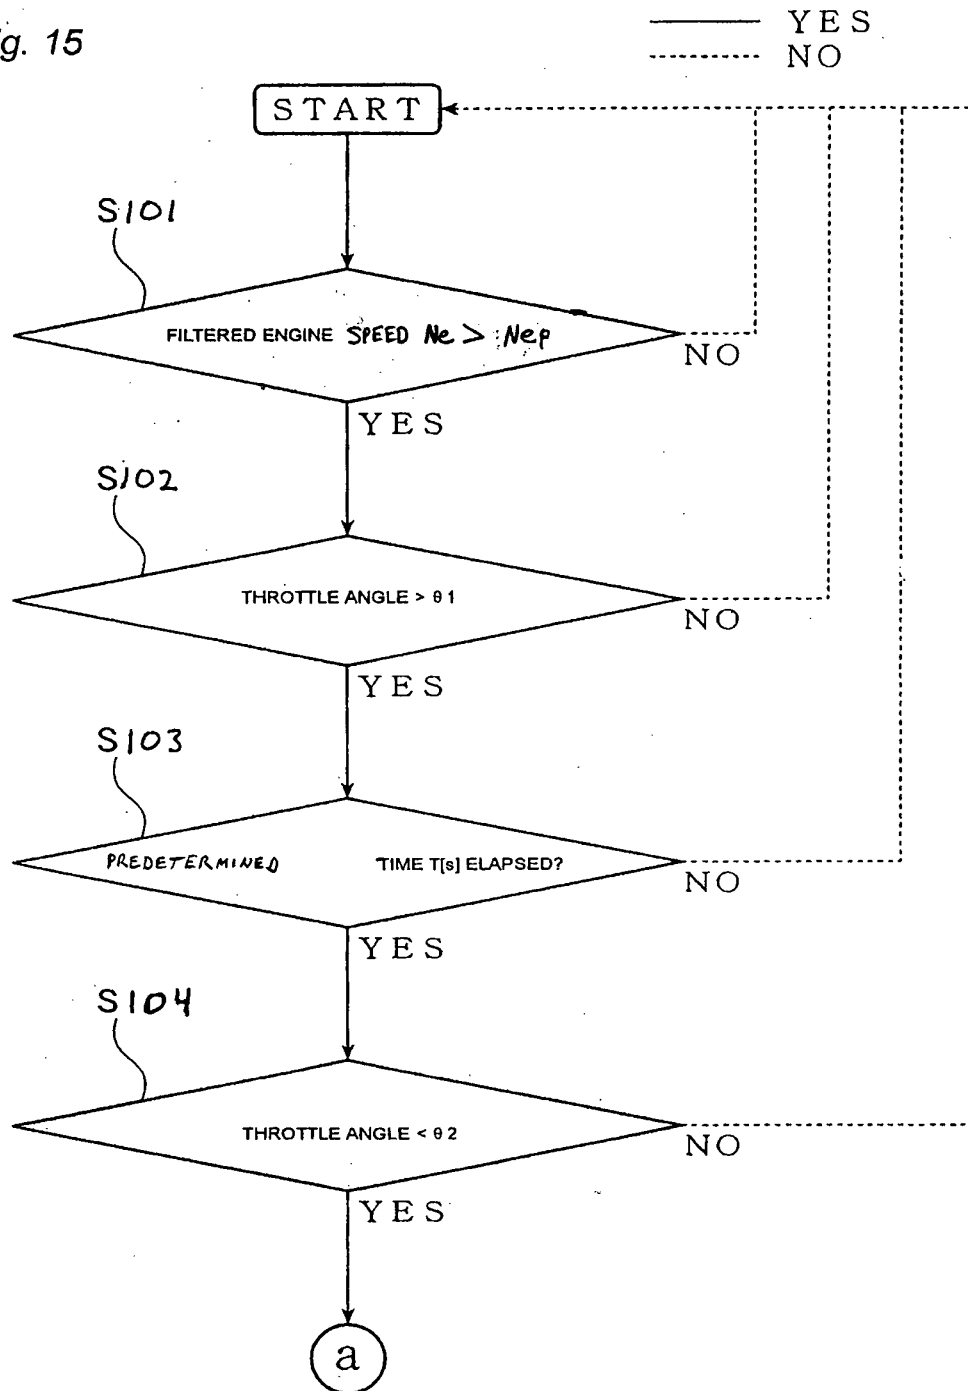 g. 15
YES
NO
START
S101
FILTERED ENGINE SPEED Ne > Nep
NO
YES
S102
THROTTLE ANGLE > θ1
NO
YES
S103
PREDETERMINED TIME T[s] ELAPSED?
NO
YES
S104
THROTTLE ANGLE < θ2
NO
YES
a